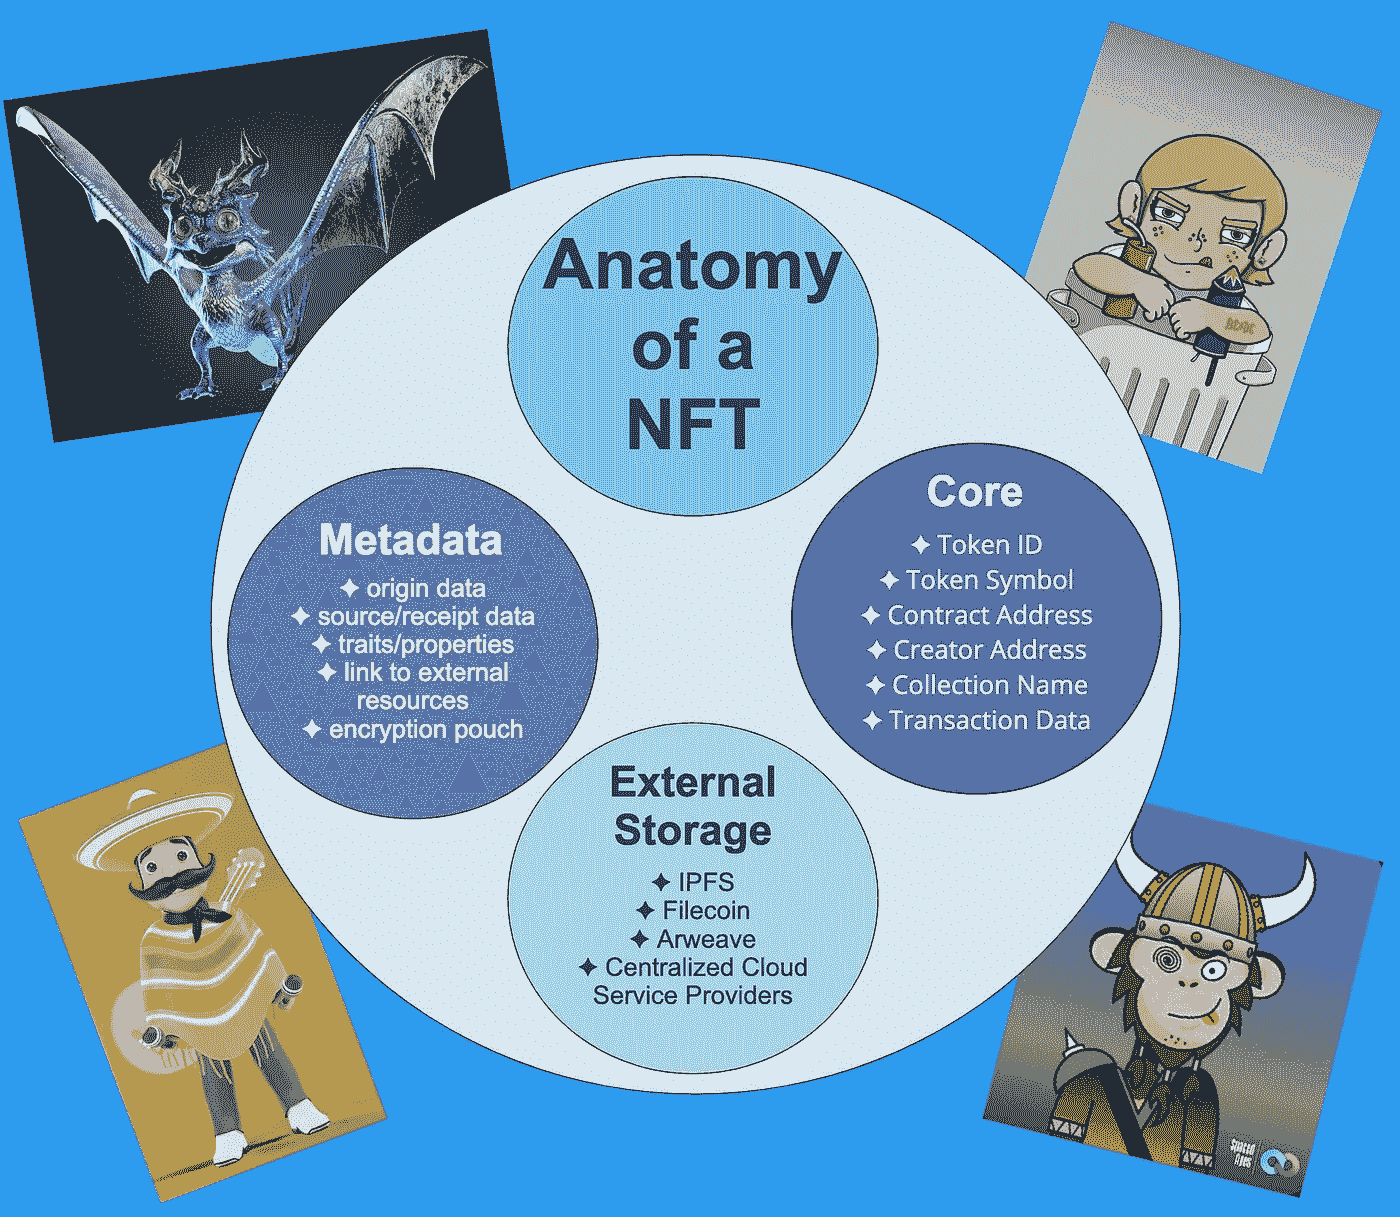 Anatomy
of a
NFT
Core
✦ Token ID
✦ Token Symbol
✦ Contract Address
✦ Creator Address
✦ Collection Name
✦ Transaction Data
Metadata
✦ origin data
✦ source/receipt data
✦ traits/properties
✦ link to external
resources
✦ encryption pouch
External
Storage
✦ IPFS
✦ Filecoin
✦ Arweave
✦ Centralized Cloud
Service Providers